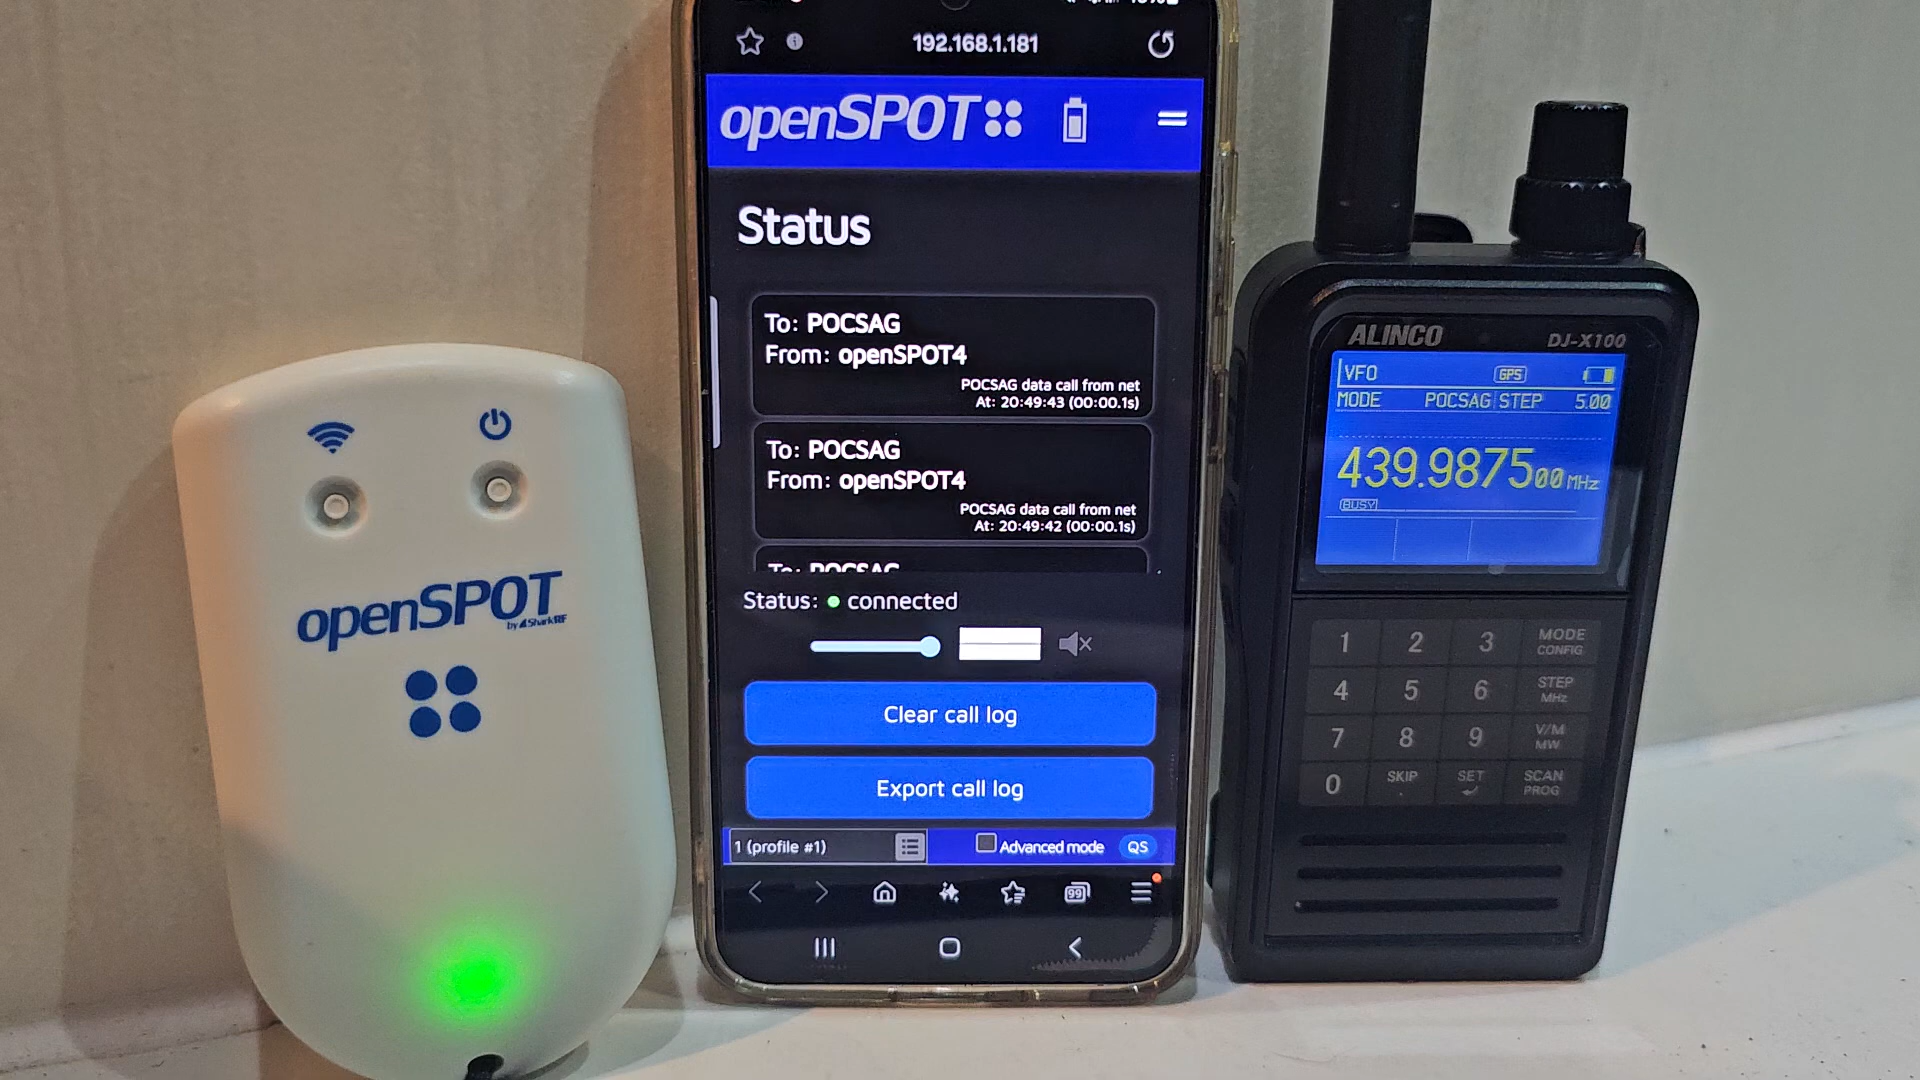 openSPOT
by SharkRF
192.168.1.181
openSPOT
Status
To: POCSAG
From: openSPOT4
POCSAG data call from net
At: 20:49:43 (00:00.1s)
To: POCSAG
From: openSPOT4
POCSAG data call from net
At: 20:49:42 (00:00.1s)
To: POCSAG
Status: connected
Clear call log
Export call log
1 (profile #1)
Advanced mode
QS
99
ALINCO DJ-X100
VFO GPS
MODE POCSAG STEP 5.00
439.987500 MHz
BUSY
1 2 3 MODE CONFIG
4 5 6 STEP MHz
7 8 9 V/M MW
0 SKIP . SET SCAN PROG